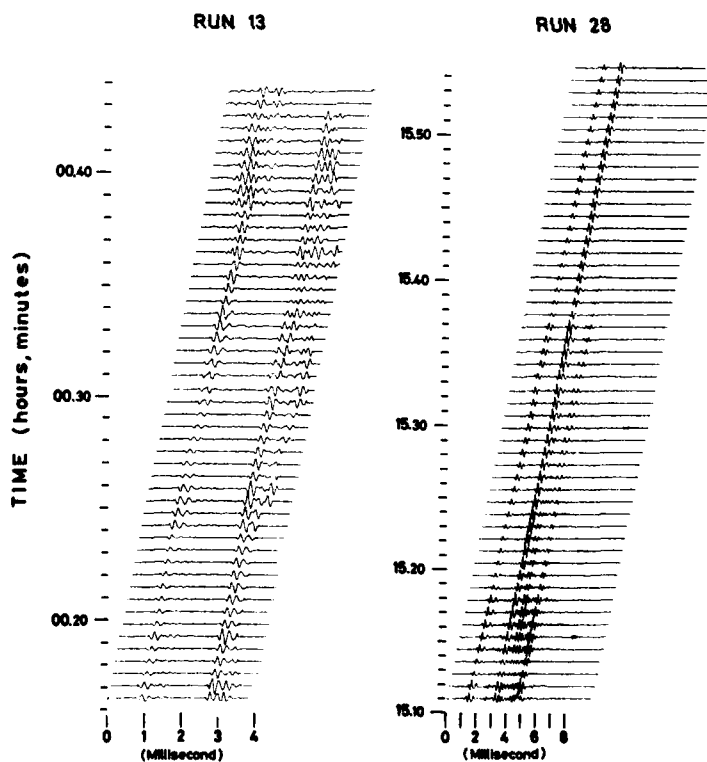 RUN 13
RUN 28
TIME (hours, minutes)
00.40
00.30
00.20
0 1 2 3 4
(Millisecond)
15.50
15.40
15.30
15.20
15.10
0 2 4 6 8
(Millisecond)